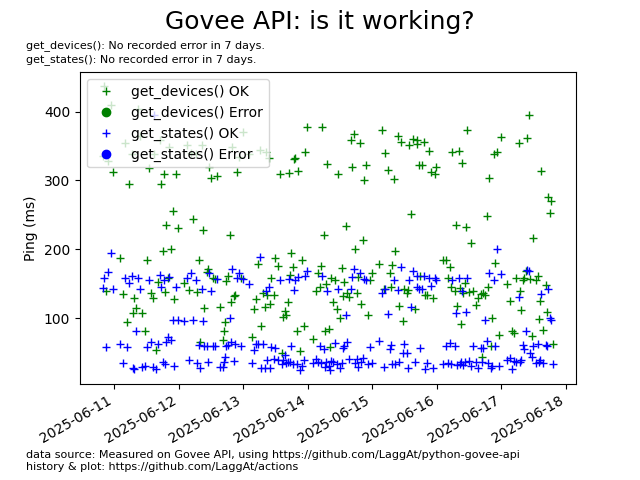 Govee API: is it working?
get_devices(): No recorded error in 7 days.
get_states(): No recorded error in 7 days.
get_devices() OK
get_devices() Error
get_states() OK
get_states() Error
Ping (ms)
400
300
200
100
2025-06-11
2025-06-12
2025-06-13
2025-06-14
2025-06-15
2025-06-16
2025-06-17
2025-06-18
data source: Measured on Govee API, using https://github.com/LaggAt/python-govee-api
history & plot: https://github.com/LaggAt/actions